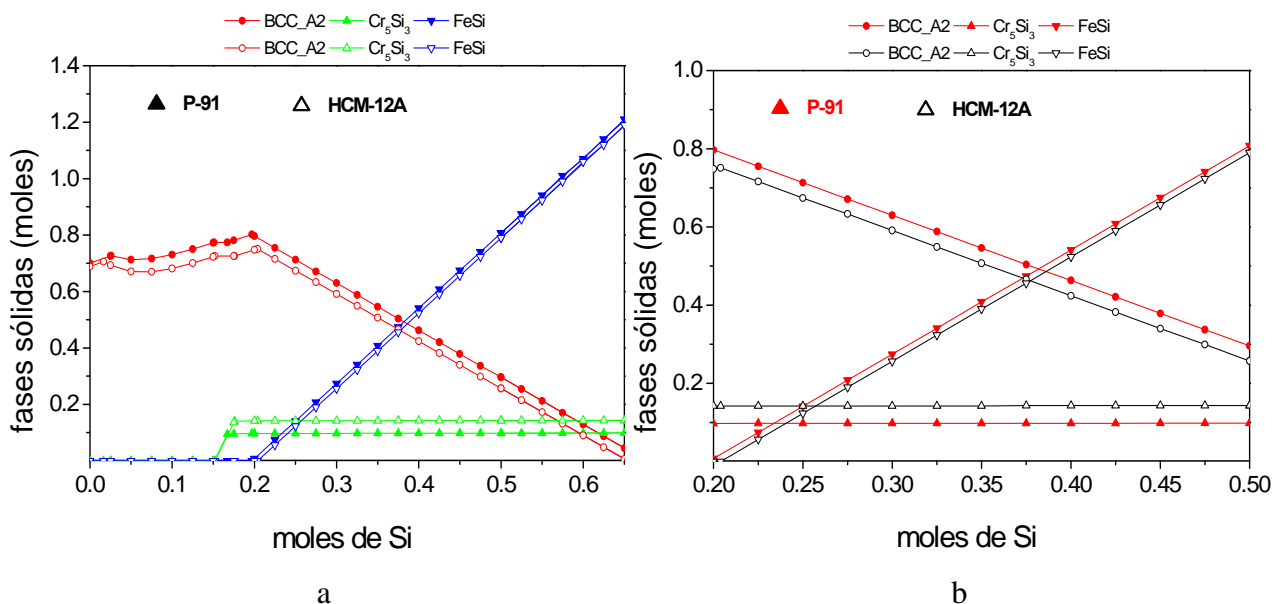 BCC_A2 Cr5Si3 FeSi
BCC_A2 Cr5Si3 FeSi
P-91 HCM-12A
1.4
1.2
1.0
0.8
0.6
0.4
0.2
fases sólidas (moles)
0.0 0.1 0.2 0.3 0.4 0.5 0.6
moles de Si
a
BCC_A2 Cr5Si3 FeSi
BCC_A2 Cr5Si3 FeSi
P-91 HCM-12A
1.0
0.8
0.6
0.4
0.2
fases sólidas (moles)
0.20 0.25 0.30 0.35 0.40 0.45 0.50
moles de Si
b